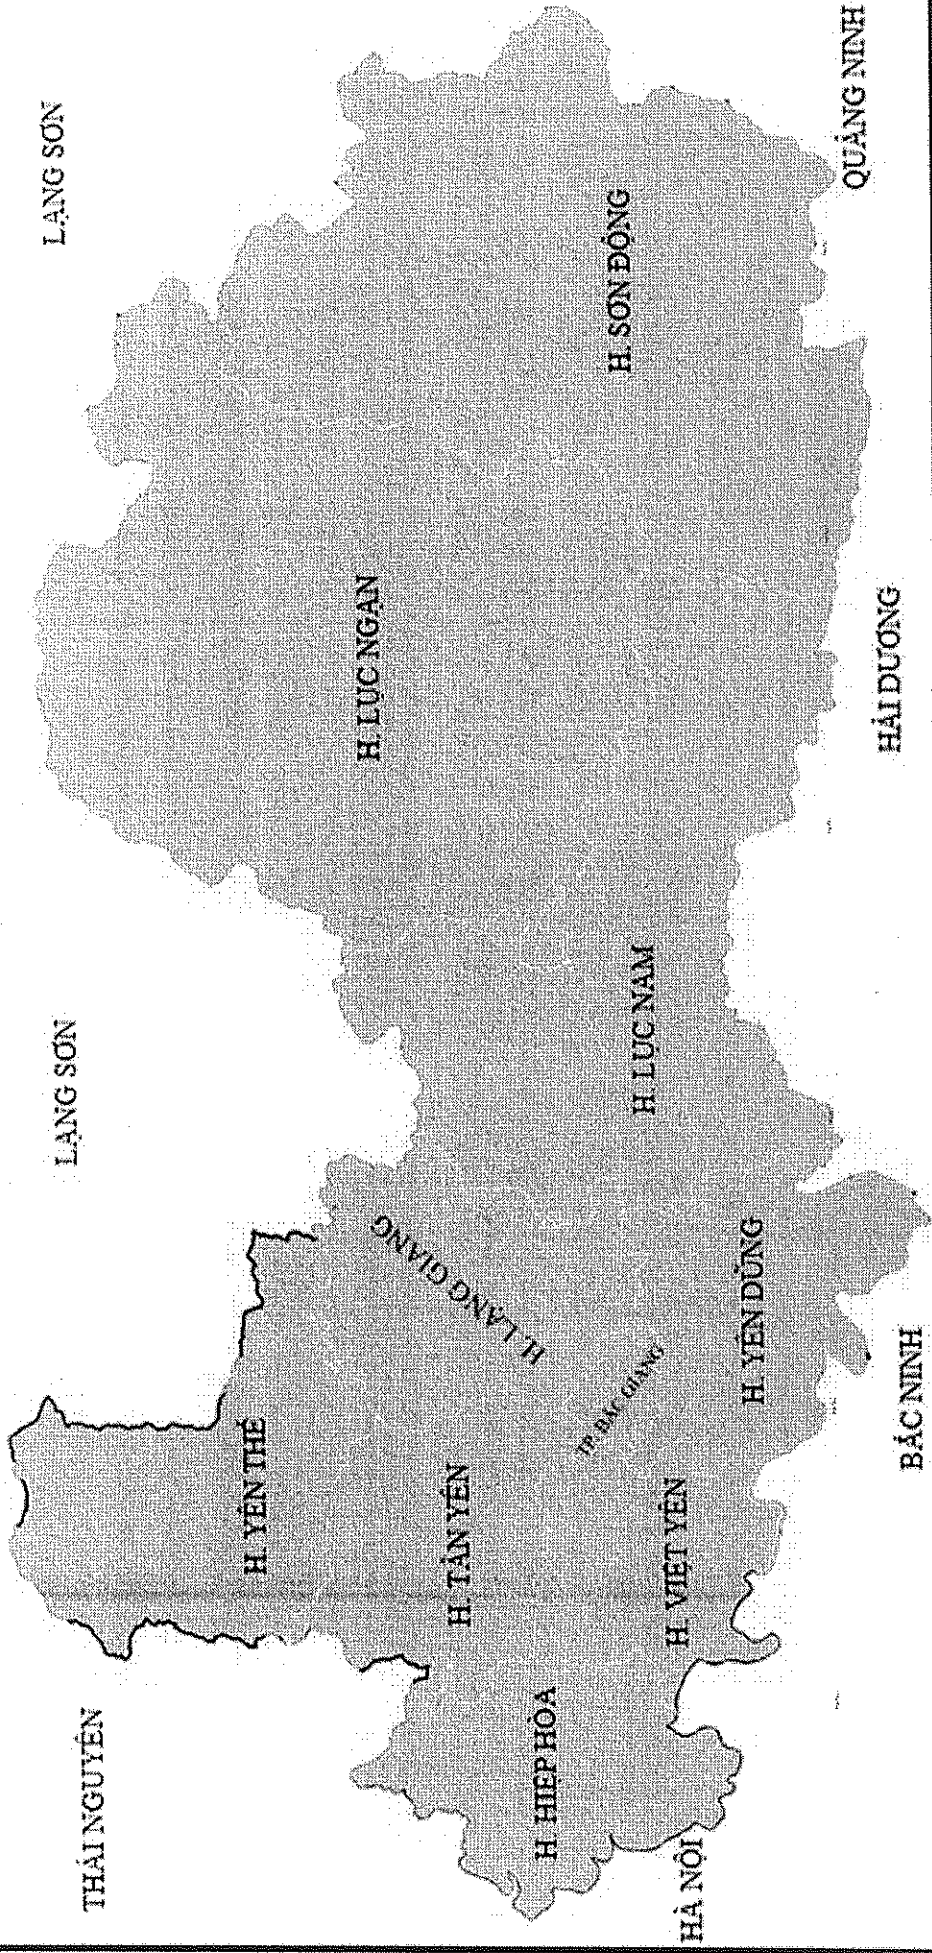 LẠNG SƠN
LẠNG SƠN
THÁI NGUYÊN
H. YÊN THẾ
H. LỤC NGẠN
H. LẠNG GIANG
H. TÂN YÊN
H. HIỆP HÒA
TP. BẮC GIANG
H. LỤC NAM
H. SƠN ĐỘNG
H. VIỆT YÊN
H. YÊN DŨNG
HÀ NỘI
BẮC NINH
HẢI DƯƠNG
QUẢNG NINH